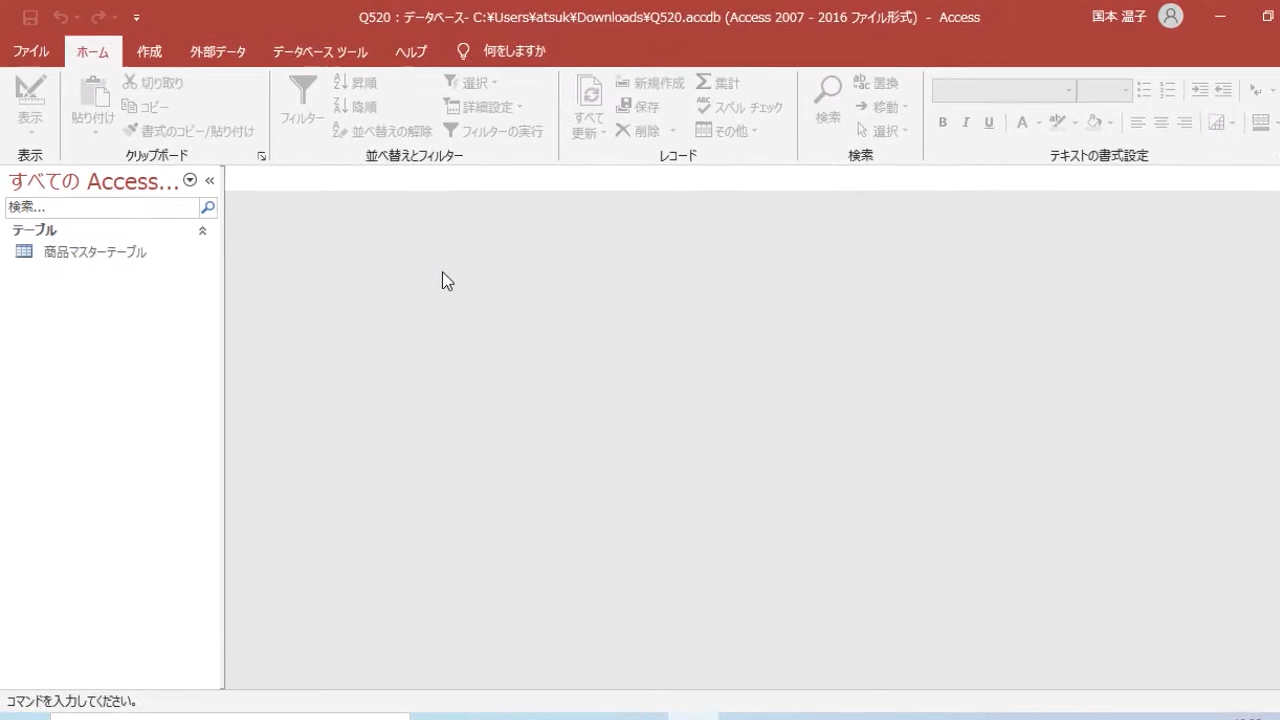 Q520 : データベース- C:¥Users¥atsuk¥Downloads¥Q520.accdb (Access 2007 - 2016 ファイル形式) - Access
国本 温子
ファイル ホーム 作成 外部データ データベース ツール ヘルプ 何をしますか
表示
貼り付け
切り取り
コピー
書式のコピー/貼り付け
フィルター
昇順
降順
並べ替えの解除
選択
詳細設定
フィルターの実行
すべて
更新
新規作成
保存
削除
集計
スペル チェック
その他
検索
置換
移動
選択
B I U A
表示 クリップボード 並べ替えとフィルター レコード 検索 テキストの書式設定
すべての Access...
検索...
テーブル
商品マスターテーブル
コマンドを入力してください。